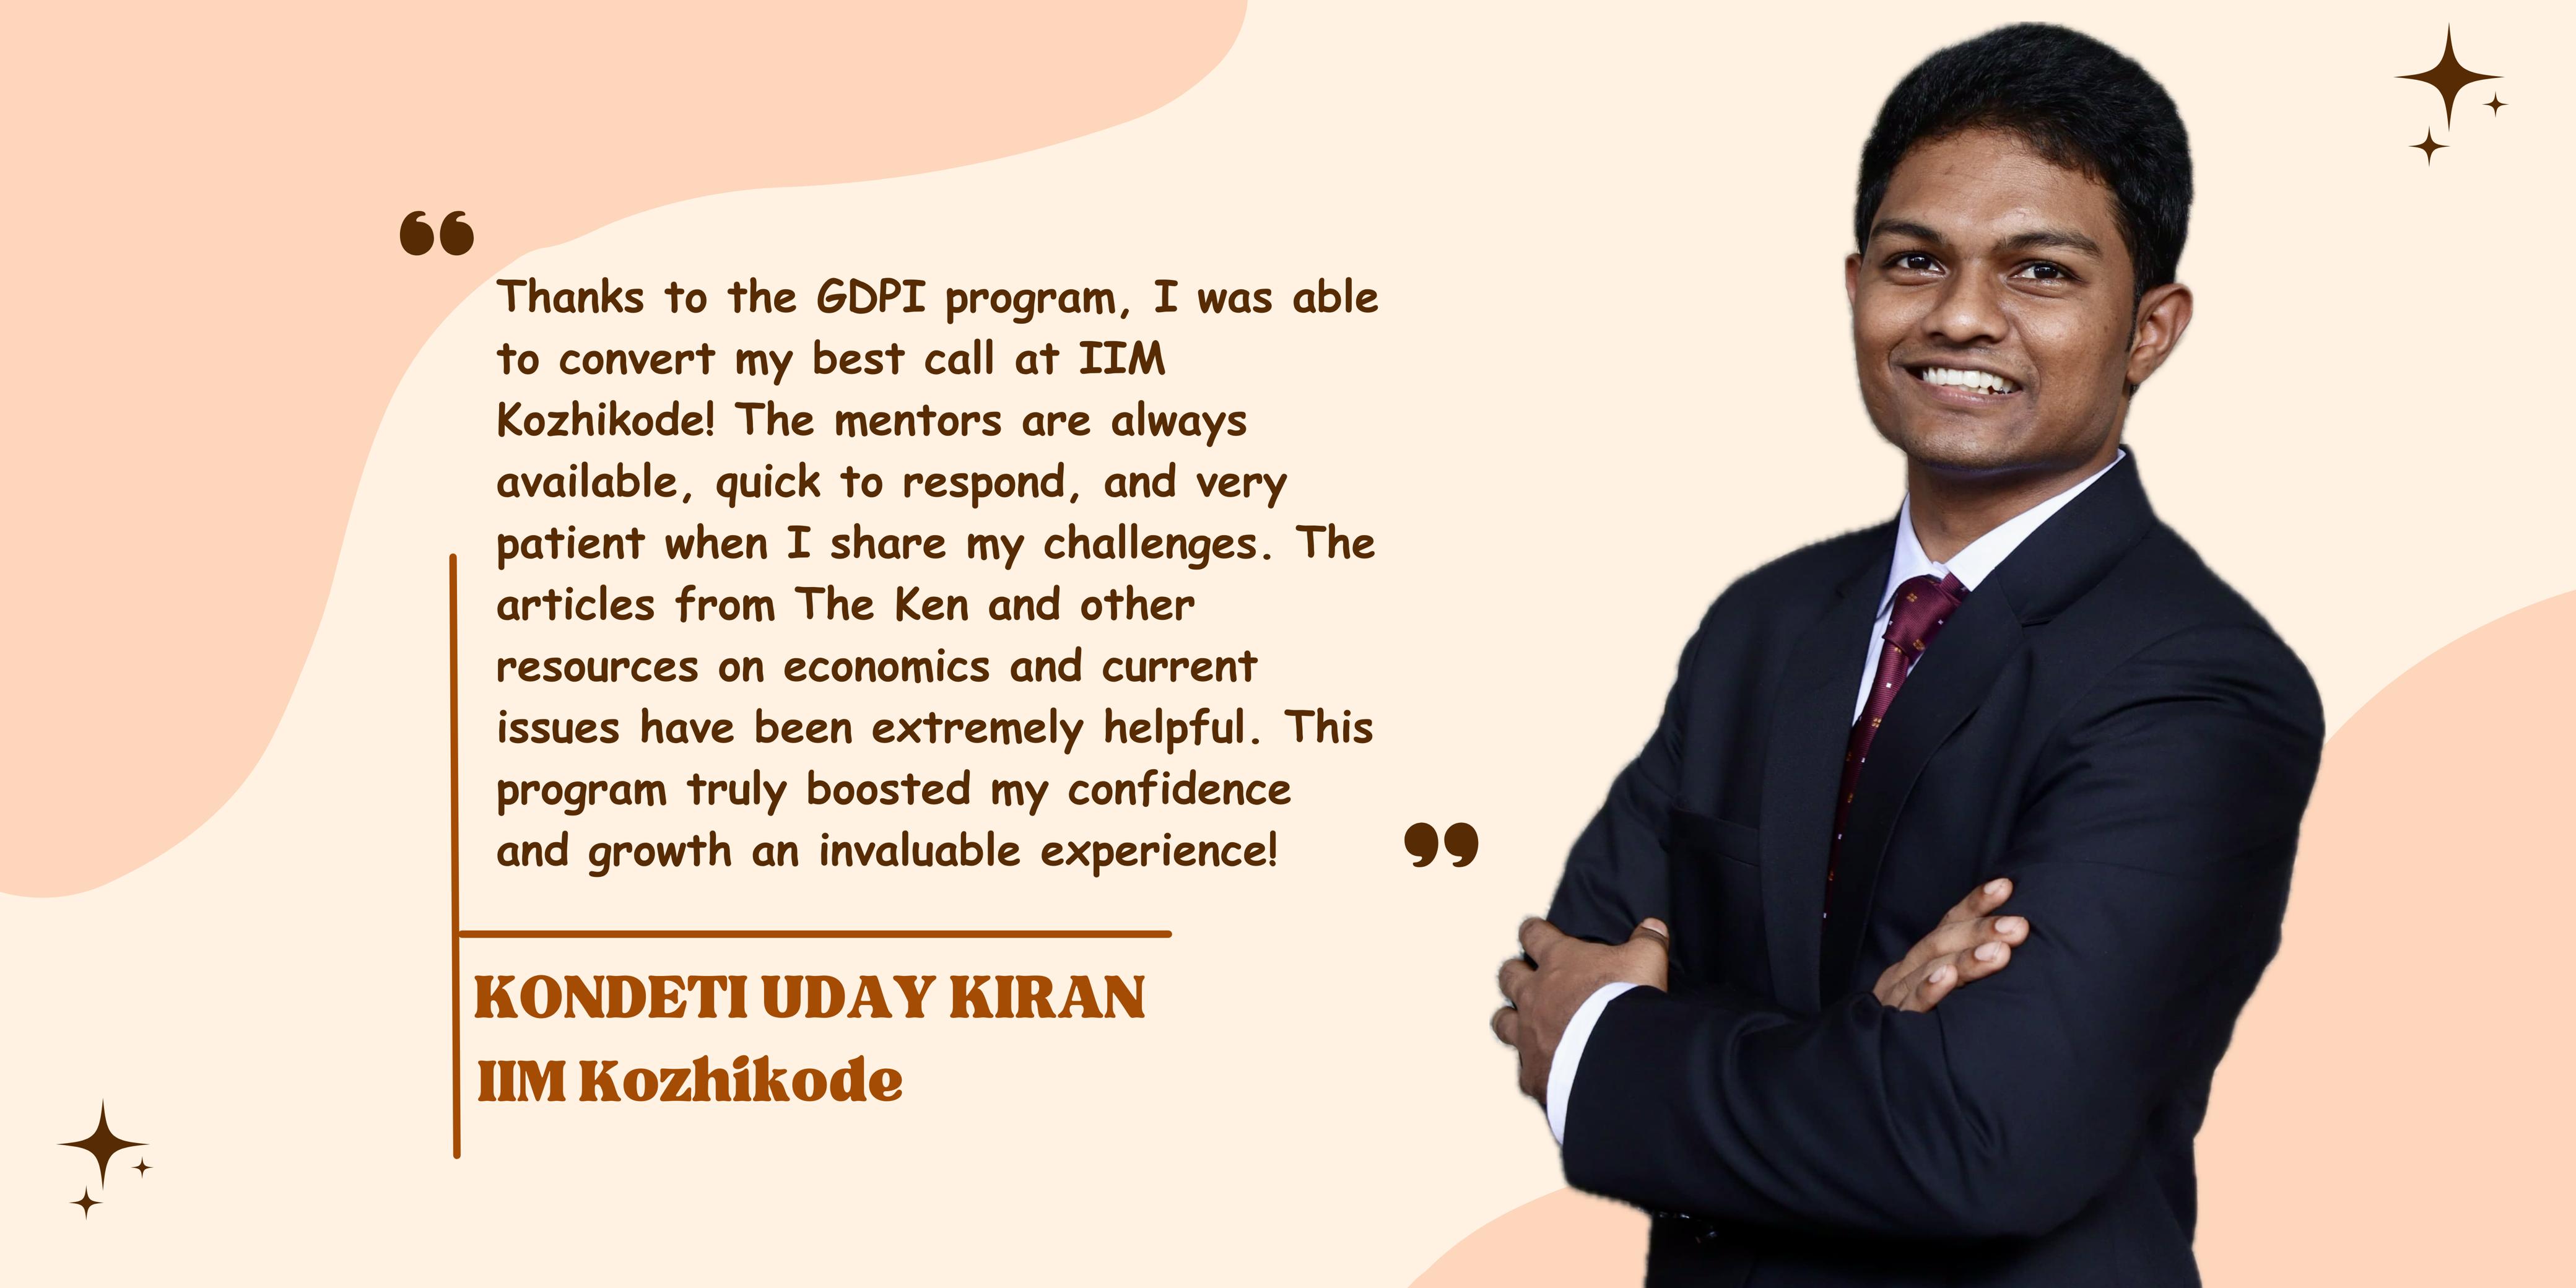 “
Thanks to the GDPI program, I was able
to convert my best call at IIM
Kozhikode! The mentors are always
available, quick to respond, and very
patient when I share my challenges. The
articles from The Ken and other
resources on economics and current
issues have been extremely helpful. This
program truly boosted my confidence
and growth an invaluable experience!
”
KONDETI UDAY KIRAN
IIM Kozhikode